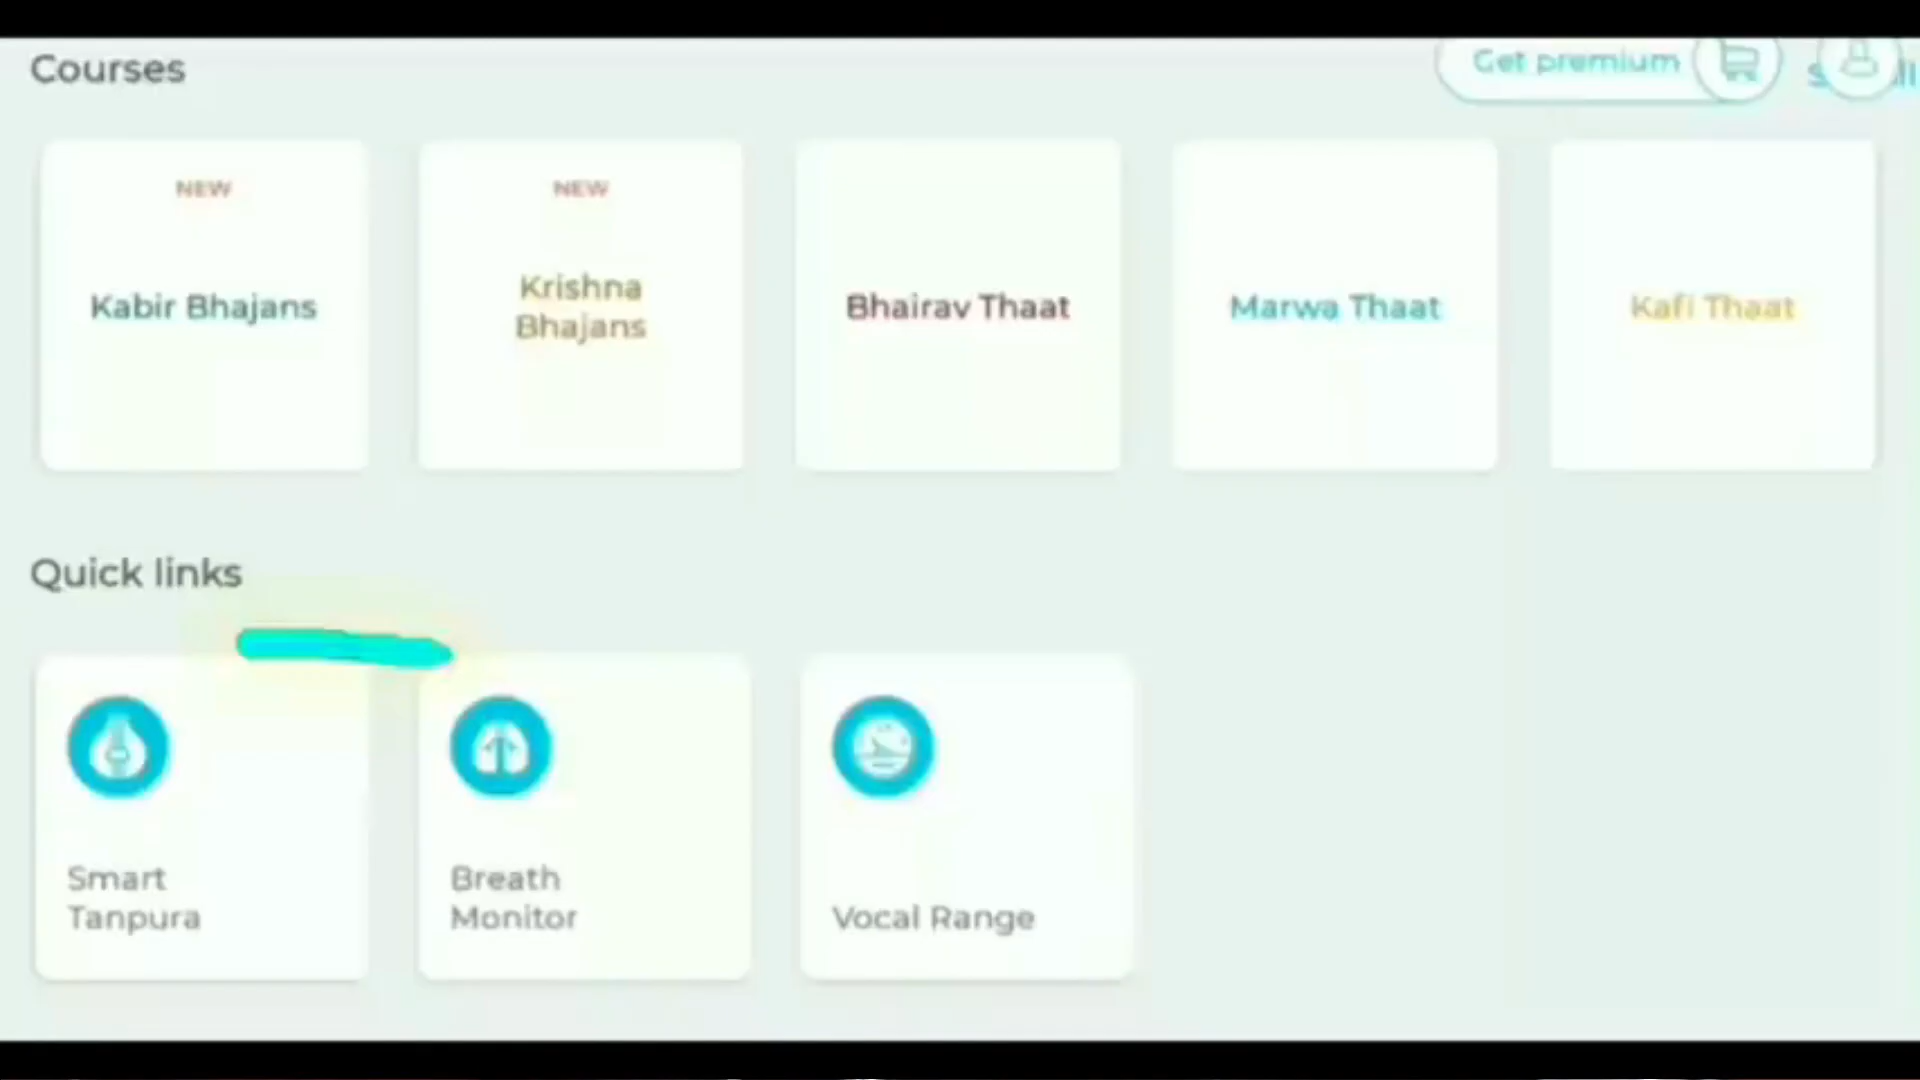 Courses
Get premium
NEW
Kabir Bhajans
NEW
Krishna
Bhajans
Bhairav Thaat
Marwa Thaat
Kafi Thaat
Quick links
Smart
Tanpura
Breath
Monitor
Vocal Range